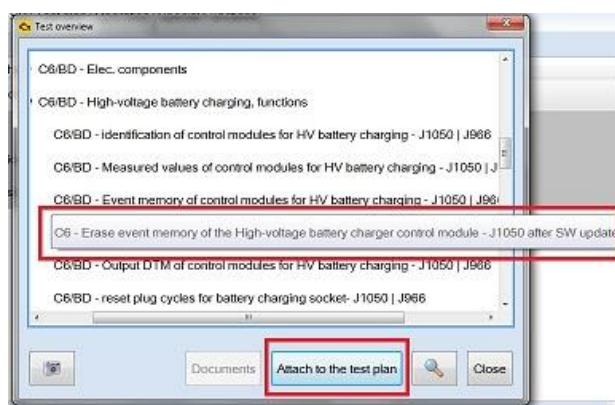 Test overview
C6/BD - Elec. components
C6/BD - High-voltage battery charging, functions
C6/BD - identification of control modules for HV battery charging - J1050 | J966
C6/BD - Measured values of control modules for HV battery charging - J1050 | J
C6/BD - Event memory of control modules for HV battery charging - J1050 | J96
C6 - Erase event memory of the High-voltage battery charger control module - J1050 after SW update
C6/BD - Output DTM of control modules for HV battery charging - J1050 | J966
C6/BD - reset plug cycles for battery charging socket- J1050 | J966
Documents
Attach to the test plan
Close